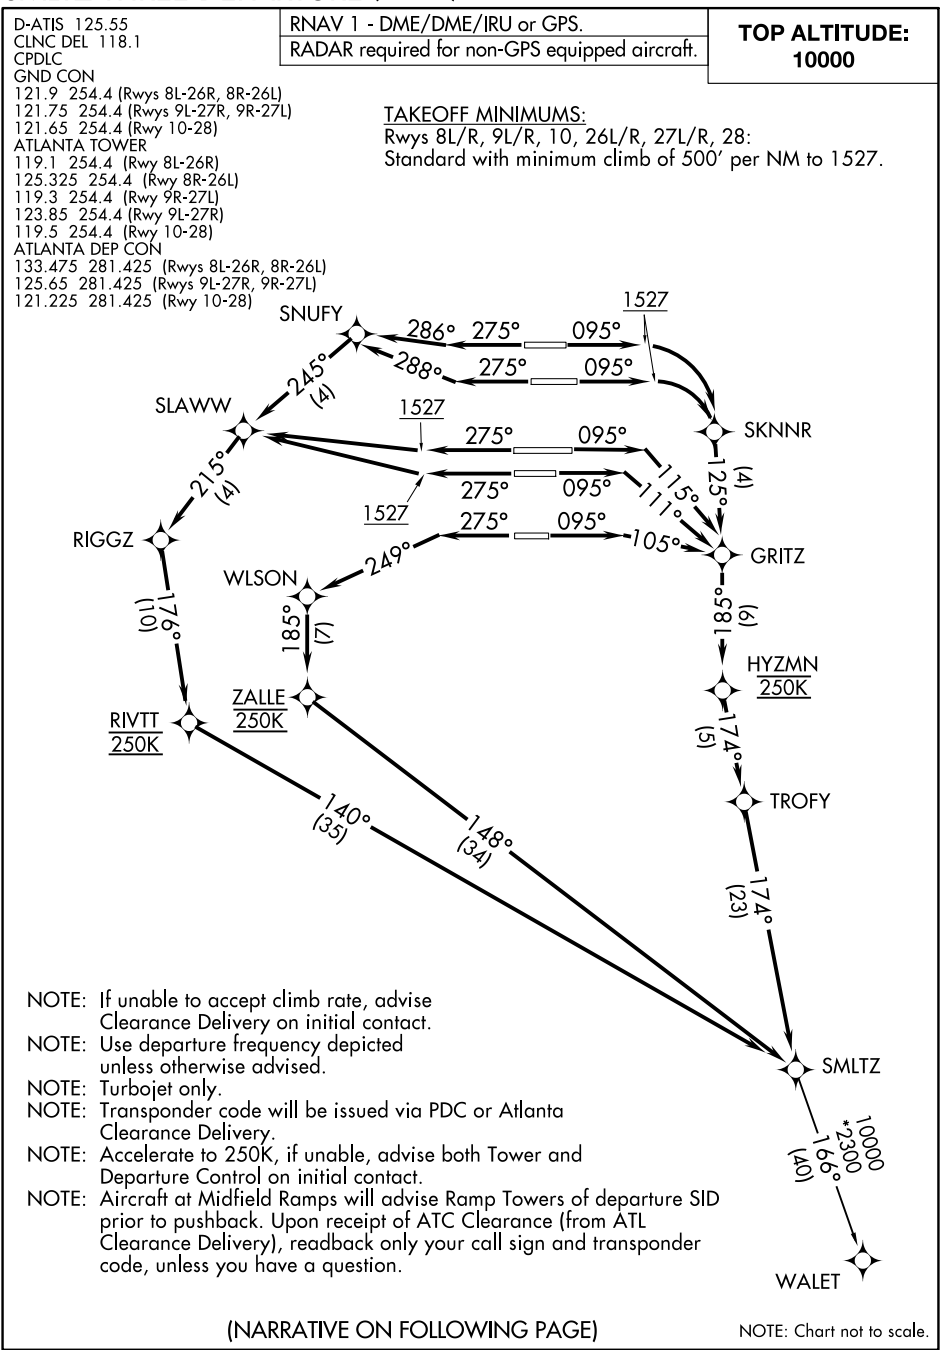 D-ATIS 125.55
CLNC DEL 118.1
CPDLC
GND CON
121.9 254.4 (Rwys 8L-26R, 8R-26L)
121.75 254.4 (Rwys 9L-27R, 9R-27L)
121.65 254.4 (Rwy 10-28)
ATLANTA TOWER
119.1 254.4 (Rwy 8L-26R)
125.325 254.4 (Rwy 8R-26L)
119.3 254.4 (Rwy 9R-27L)
123.85 254.4 (Rwy 9L-27R)
119.5 254.4 (Rwy 10-28)
ATLANTA DEP CON
133.475 281.425 (Rwys 8L-26R, 8R-26L)
125.65 281.425 (Rwys 9L-27R, 9R-27L)
121.225 281.425 (Rwy 10-28)
RNAV 1 - DME/DME/IRU or GPS.
RADAR required for non-GPS equipped aircraft.
TOP ALTITUDE:
10000
TAKEOFF MINIMUMS:
Rwys 8L/R, 9L/R, 10, 26L/R, 27L/R, 28:
Standard with minimum climb of 500' per NM to 1527.
SNUFY
286° 275° 095°
1527
288° 275° 095°
245°
(4)
SLAWW
1527
275° 095°
SKNNR
125°
(4)
215°
(4)
115°
275° 095°
111°
1527
RIGGZ
275° 095°
105°
GRITZ
249°
WLSON
176°
(10)
185°
(7)
185°
(6)
HYZMN
250K
ZALLE
250K
RIVTT
250K
174°
(5)
TROFY
140°
(35)
148°
(34)
174°
(23)
SMLTZ
10000
*2300
166°
(40)
WALET
NOTE: If unable to accept climb rate, advise
Clearance Delivery on initial contact.
NOTE: Use departure frequency depicted
unless otherwise advised.
NOTE: Turbojet only.
NOTE: Transponder code will be issued via PDC or Atlanta
Clearance Delivery.
NOTE: Accelerate to 250K, if unable, advise both Tower and
Departure Control on initial contact.
NOTE: Aircraft at Midfield Ramps will advise Ramp Towers of departure SID
prior to pushback. Upon receipt of ATC Clearance (from ATL
Clearance Delivery), readback only your call sign and transponder
code, unless you have a question.
(NARRATIVE ON FOLLOWING PAGE)
NOTE: Chart not to scale.